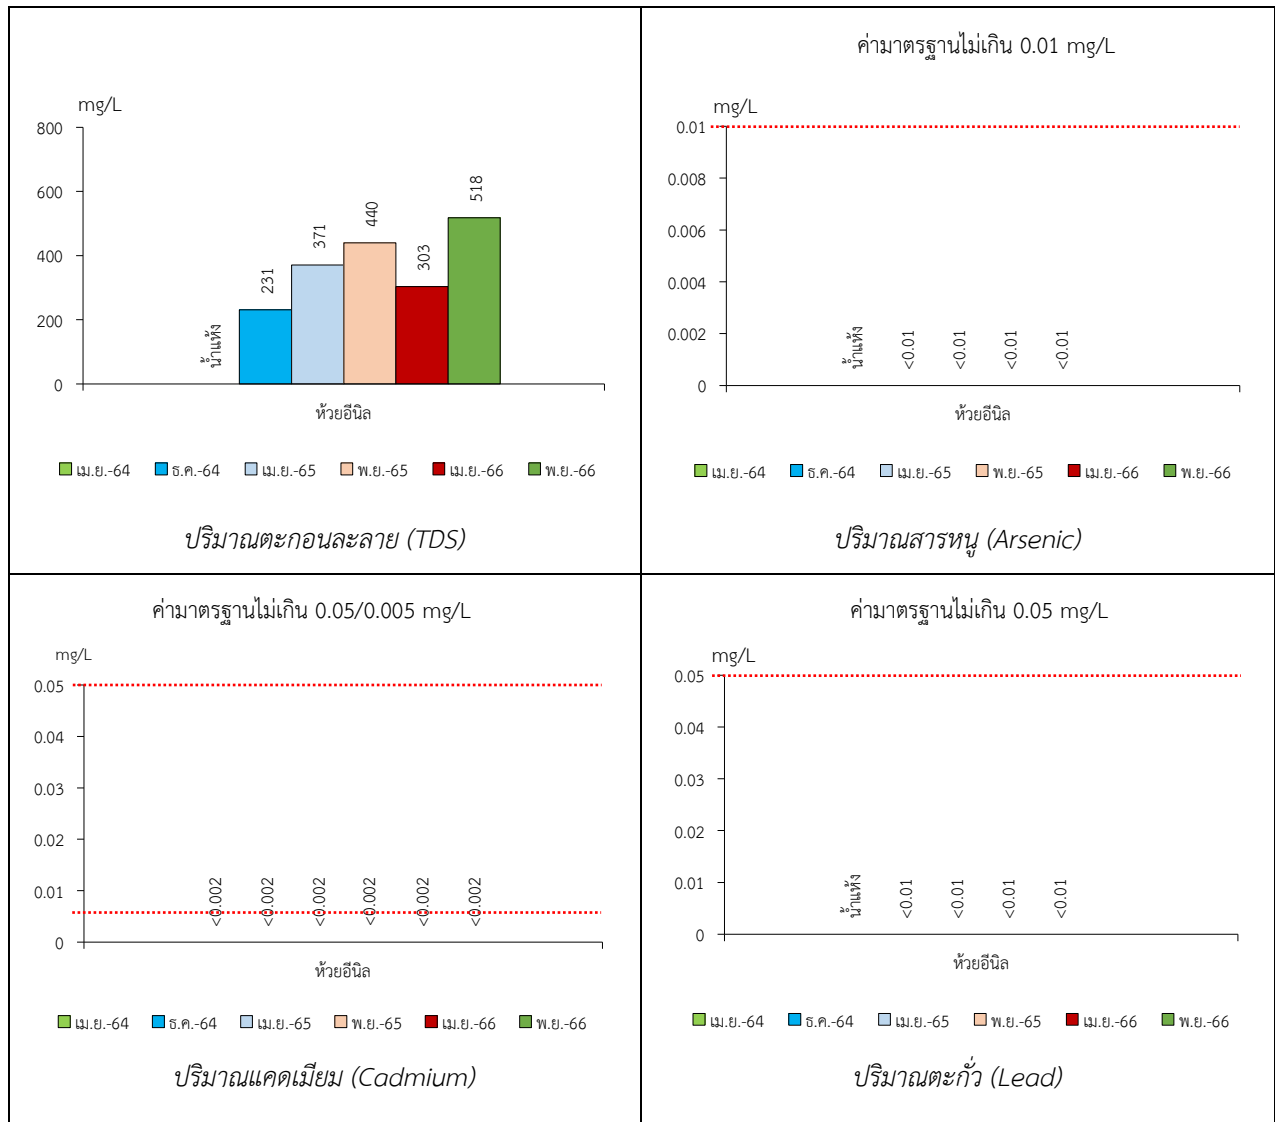 mg/L
800
600
400
200
0
น้ำแห้ง
231
371
440
303
518
ห้วยอีนิล
เม.ย.-64 ธ.ค.-64 เม.ย.-65 พ.ย.-65 เม.ย.-66 พ.ย.-66
ปริมาณตะกอนละลาย (TDS)
ค่ามาตรฐานไม่เกิน 0.01 mg/L
mg/L
0.01
0.008
0.006
0.004
0.002
0
น้ำแห้ง
<0.01
<0.01
<0.01
<0.01
ห้วยอีนิล
เม.ย.-64 ธ.ค.-64 เม.ย.-65 พ.ย.-65 เม.ย.-66 พ.ย.-66
ปริมาณสารหนู (Arsenic)
ค่ามาตรฐานไม่เกิน 0.05/0.005 mg/L
mg/L
0.05
0.04
0.03
0.02
0.01
0
<0.002
<0.002
<0.002
<0.002
<0.002
<0.002
ห้วยอีนิล
เม.ย.-64 ธ.ค.-64 เม.ย.-65 พ.ย.-65 เม.ย.-66 พ.ย.-66
ปริมาณแคดเมียม (Cadmium)
ค่ามาตรฐานไม่เกิน 0.05 mg/L
mg/L
0.05
0.04
0.03
0.02
0.01
0
น้ำแห้ง
<0.01
<0.01
<0.01
<0.01
ห้วยอีนิล
เม.ย.-64 ธ.ค.-64 เม.ย.-65 พ.ย.-65 เม.ย.-66 พ.ย.-66
ปริมาณตะกั่ว (Lead)